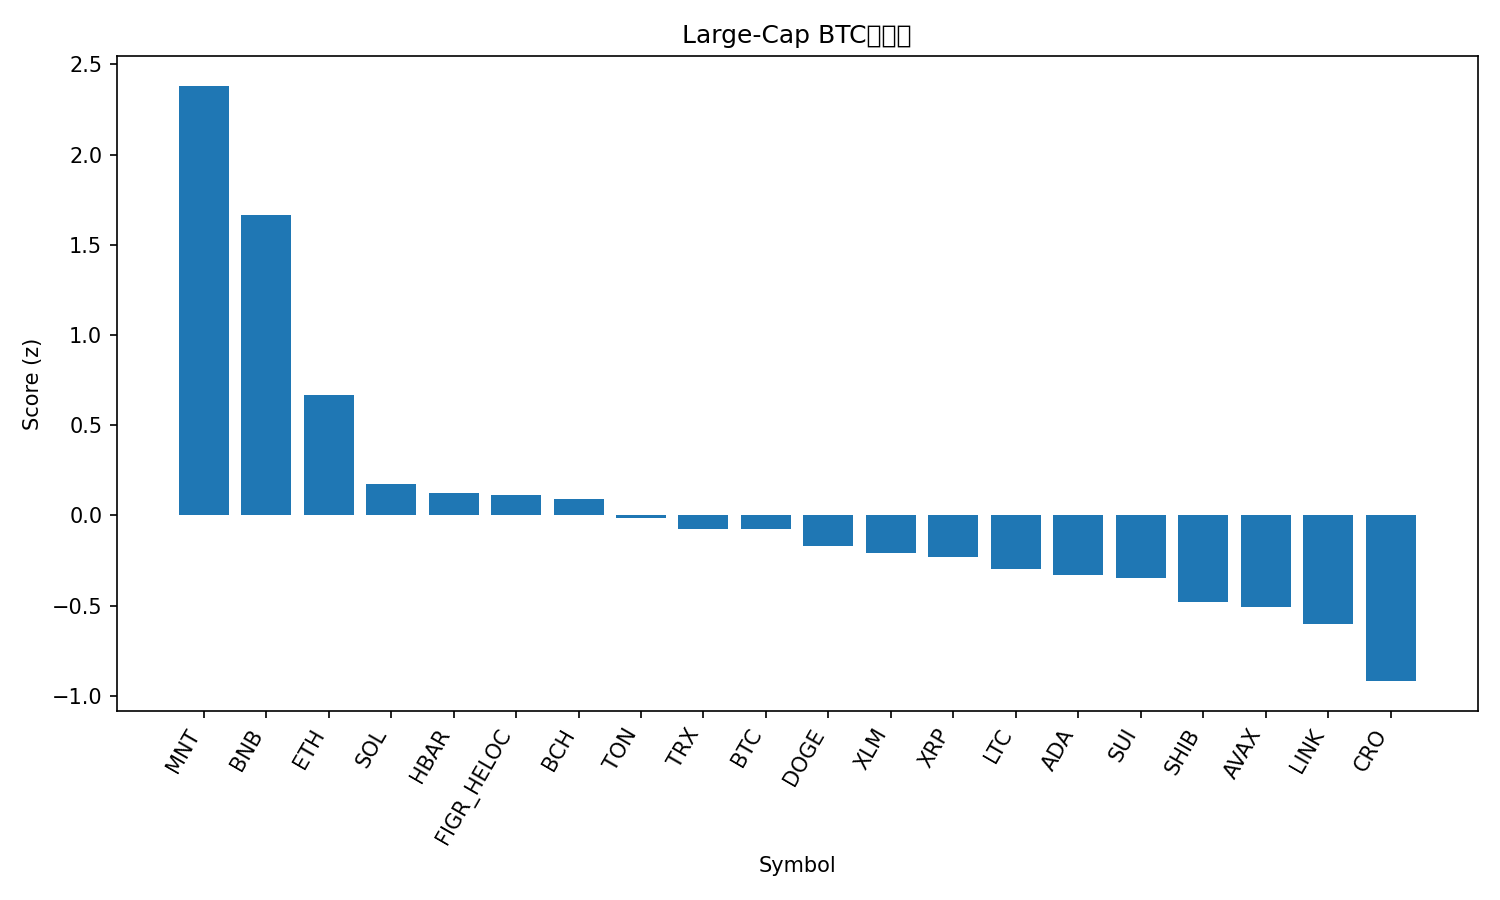 Large-Cap BTC
2.5
2.0
1.5
1.0
0.5
0.0
−0.5
−1.0
Score (z)
MNT
BNB
ETH
SOL
HBAR
FIGR_HELOC
BCH
TON
TRX
BTC
DOGE
XLM
XRP
LTC
ADA
SUI
SHIB
AVAX
LINK
CRO
Symbol